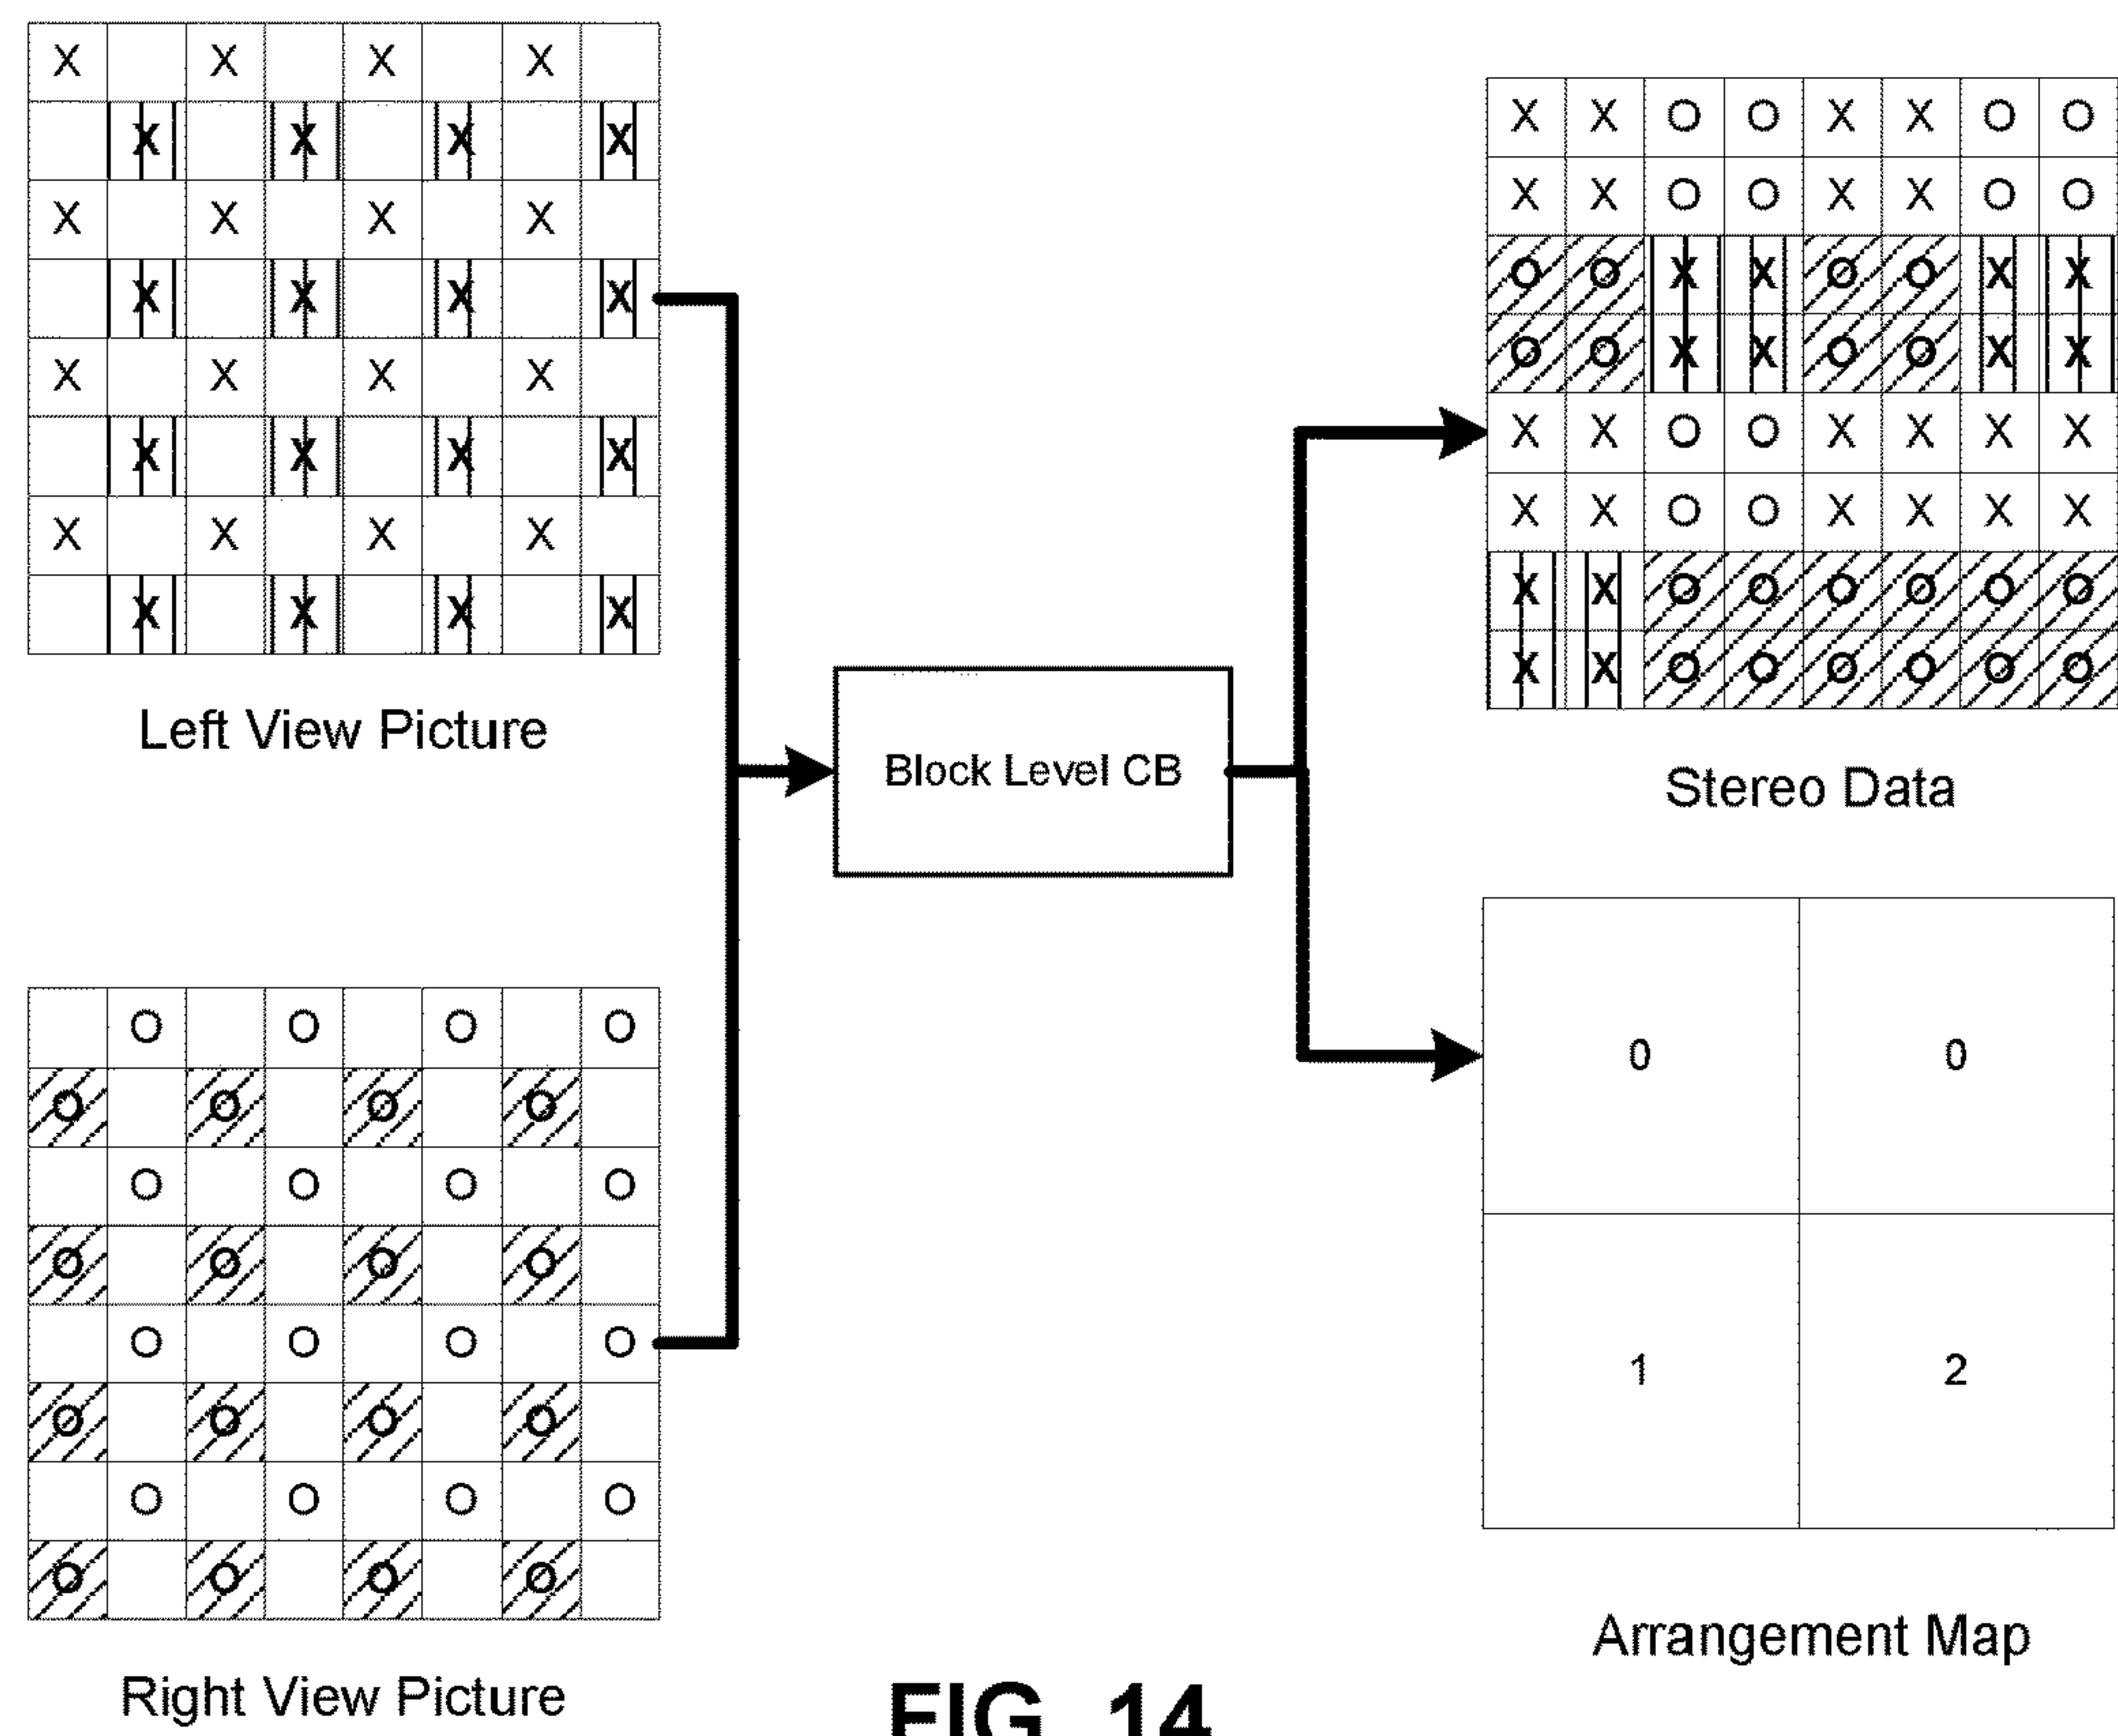 X X X X
X X X X
X X X X
X X X X
X X X X
X X X X
X X X X
X X X X
Left View Picture
O O O O
O O O O
O O O O
O O O O
O O O O
O O O O
O O O O
O O O O
Right View Picture
Block Level CB
X X O O X X O O
X X O O X X O O
O O X X O O X X
O O X X O O X X
X X O O X X X X
X X O O X X X X
X X O O O O O O
X X O O O O O O
Stereo Data
0 0
1 2
Arrangement Map
FIG. 14